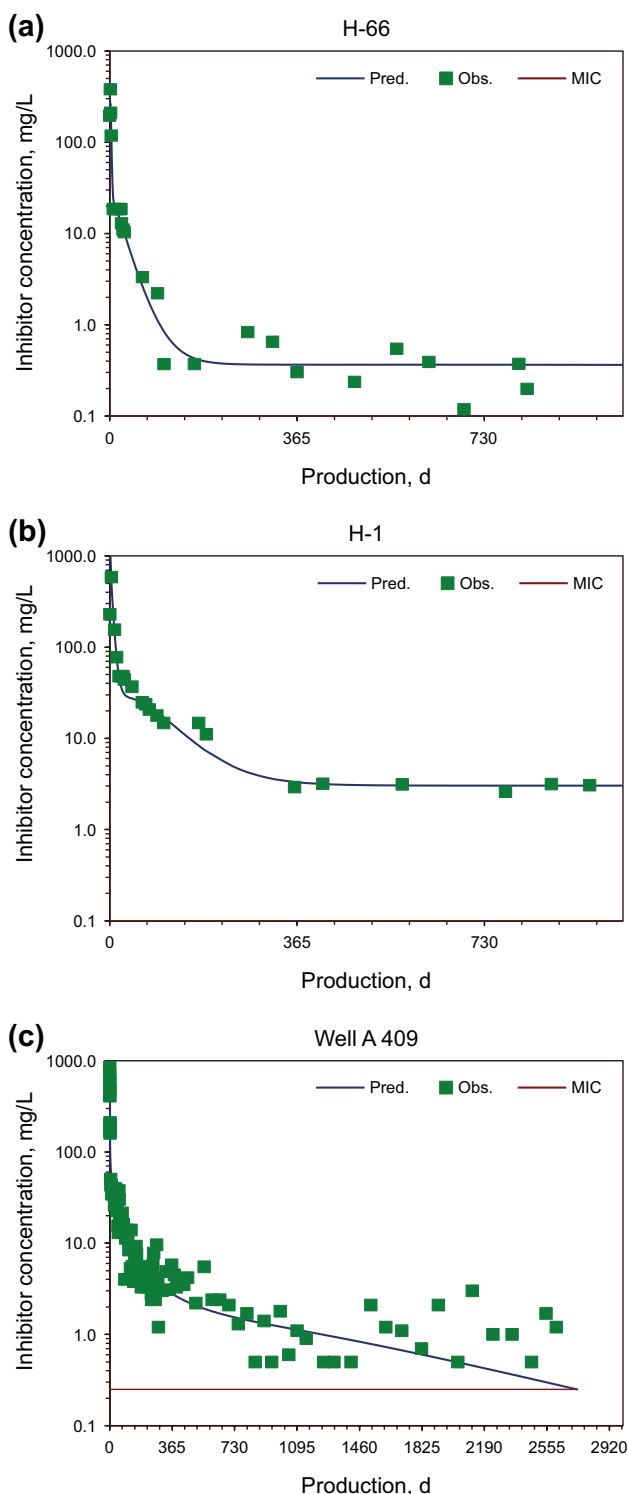 (a)
H-66
Pred. Obs. MIC
1000.0
100.0
10.0
1.0
0.1
Inhibitor concentration, mg/L
0 365 730
Production, d
(b)
H-1
Pred. Obs. MIC
1000.0
100.0
10.0
1.0
0.1
Inhibitor concentration, mg/L
0 365 730
Production, d
(c)
Well A 409
Pred. Obs. MIC
1000.0
100.0
10.0
1.0
0.1
Inhibitor concentration, mg/L
0 365 730 1095 1460 1825 2190 2555 2920
Production, d